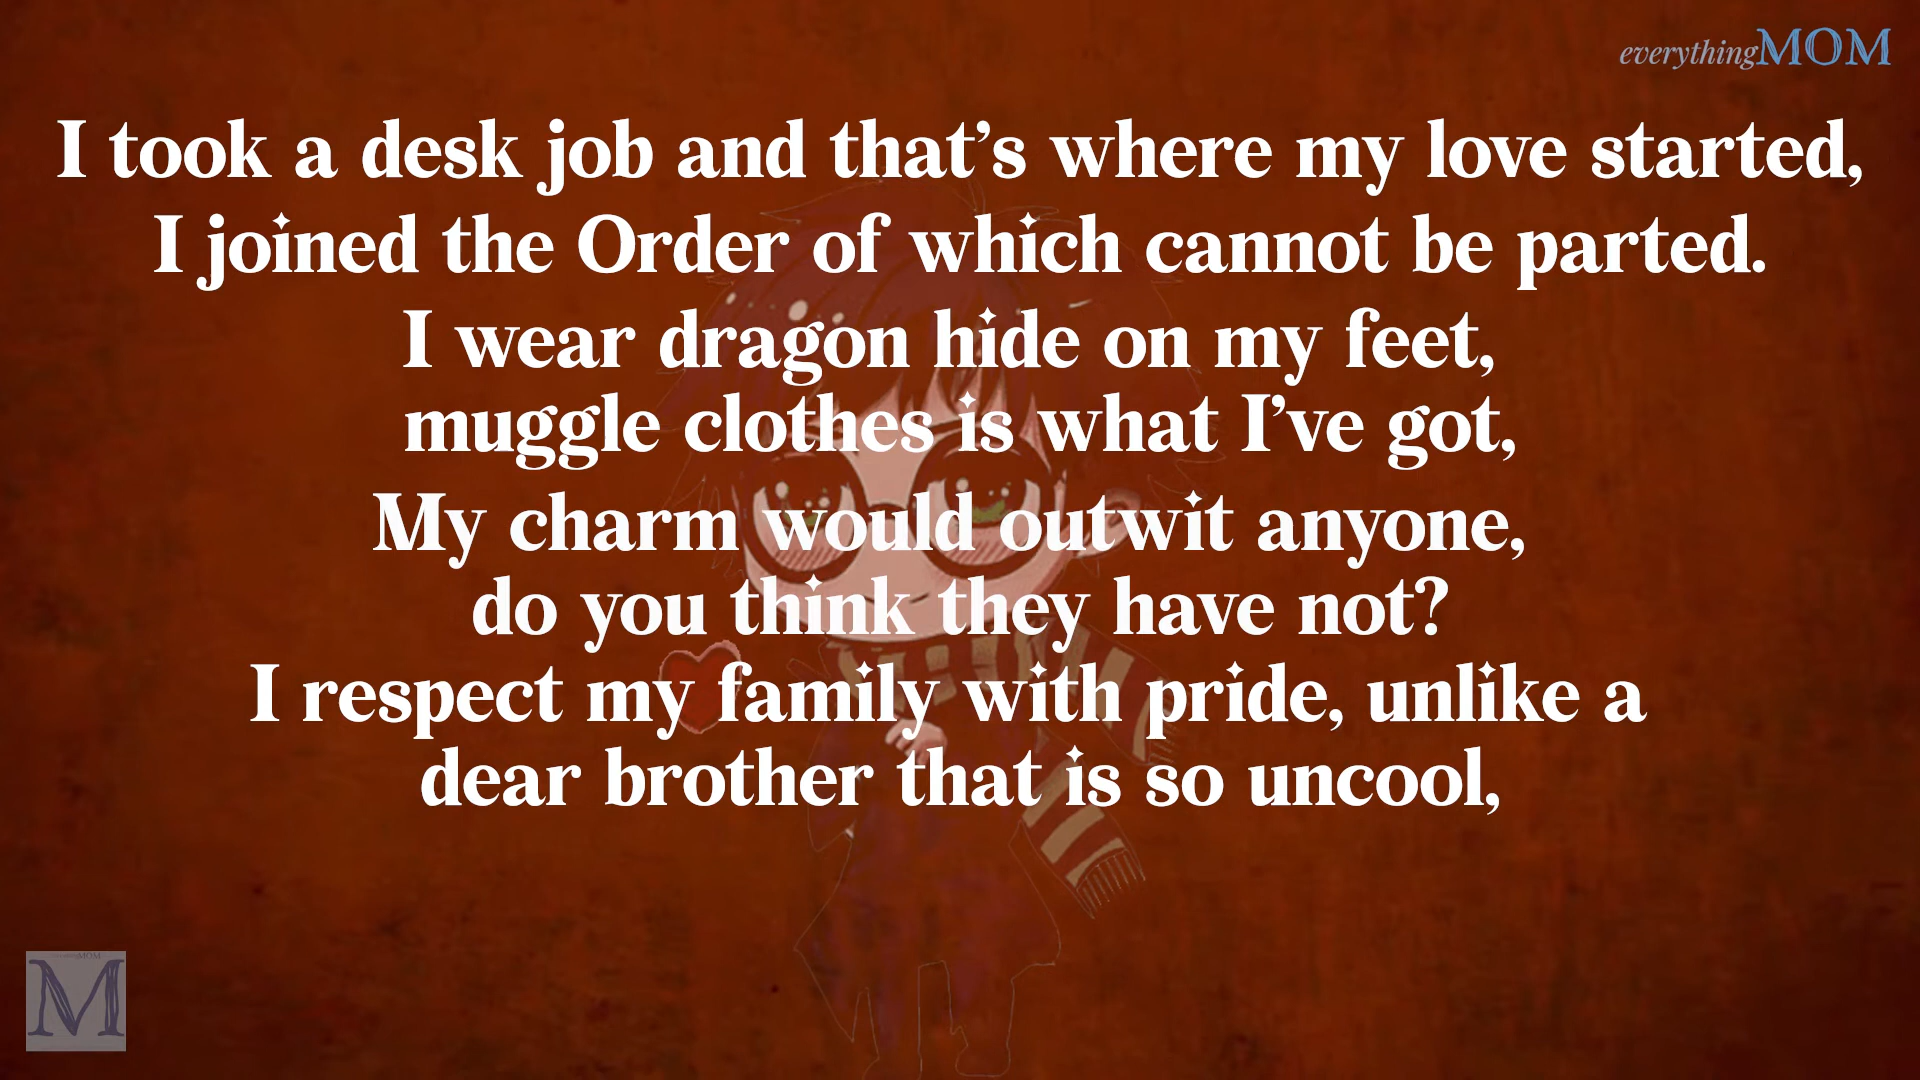 everythingMOM
I took a desk job and that’s where my love started,
I joined the Order of which cannot be parted.
I wear dragon hide on my feet,
muggle clothes is what I’ve got,
My charm would outwit anyone,
do you think they have not?
I respect my family with pride, unlike a
dear brother that is so uncool,
M